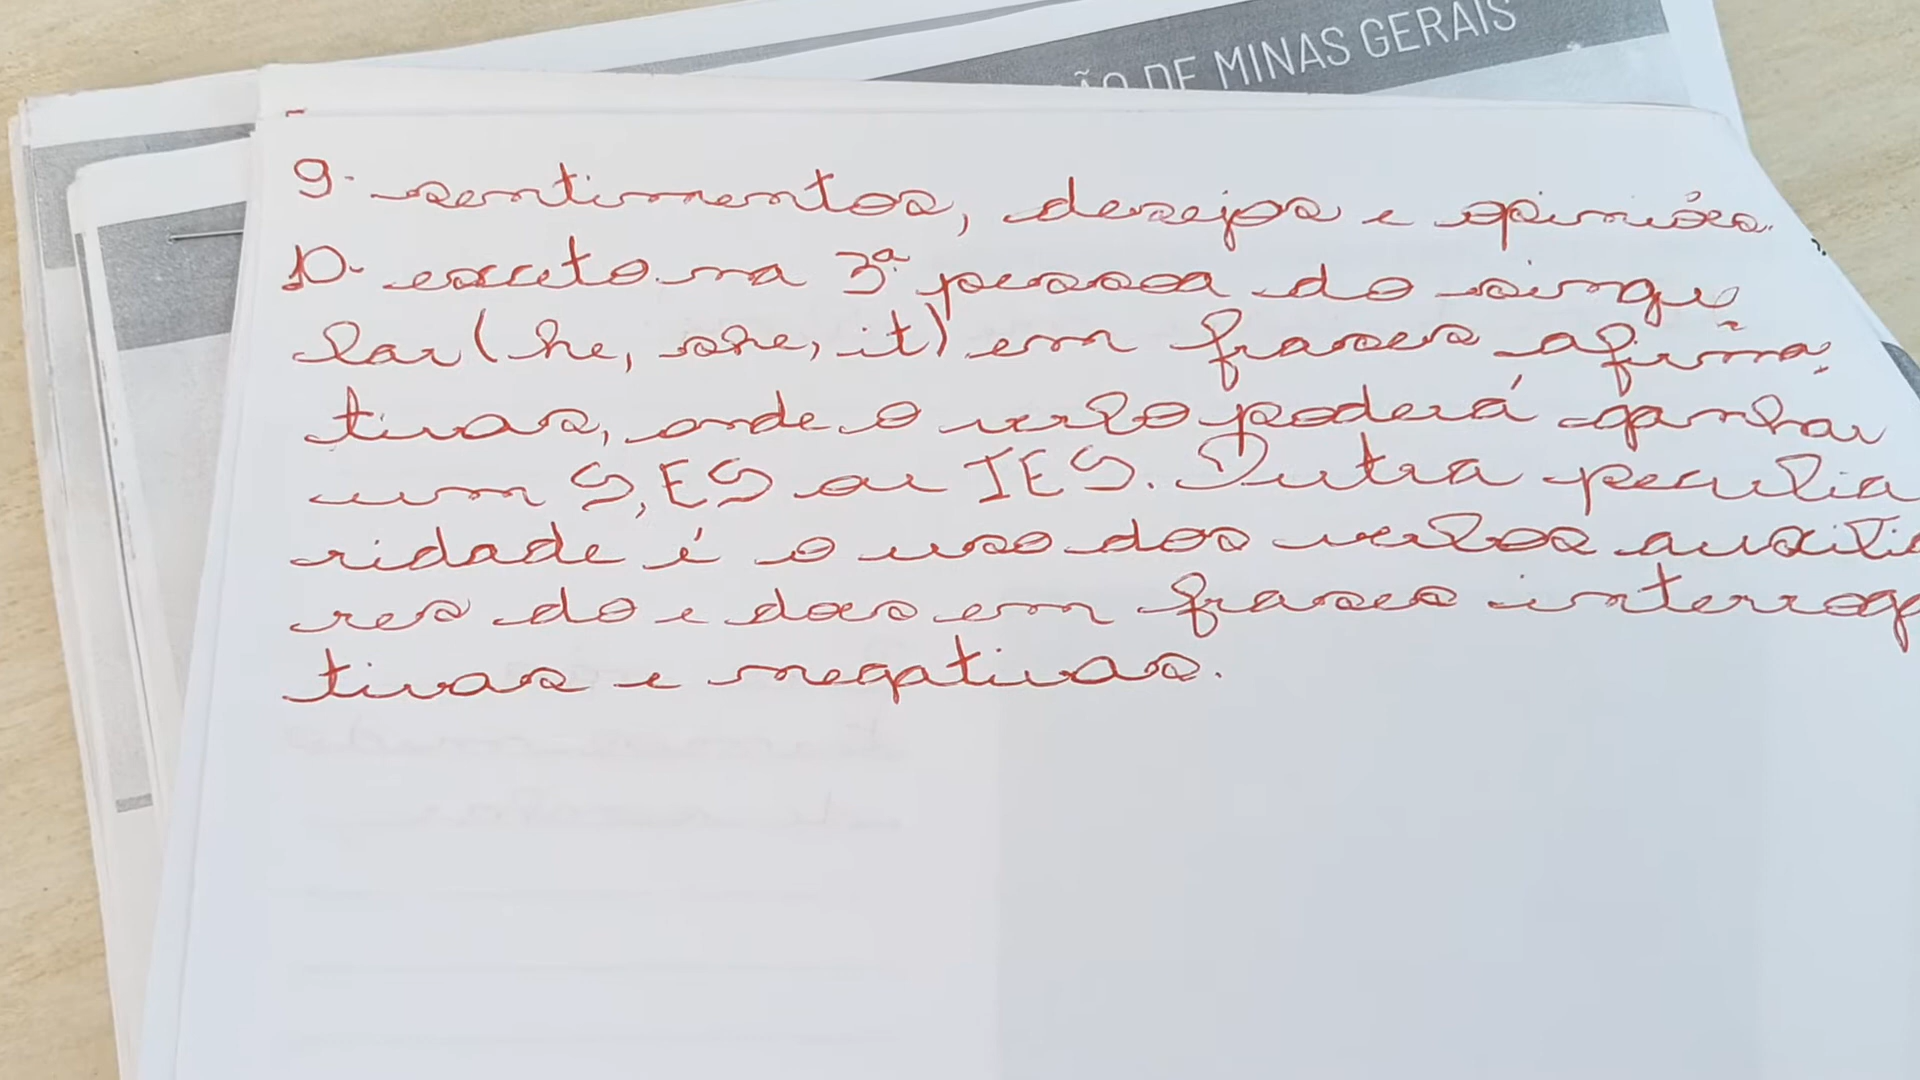 ÃO DE MINAS GERAIS
9. sentimentos, desejos e opiniões.
10. exceto na 3ª pessoa do singu
lar (he, she, it) em frases afirma
tivas, onde o verbo poderá ganhar
um S, ES ou IES. Outra peculia
ridade é o uso dos verbos auxilia
res do e does em frases interroga
tivas e negativas.